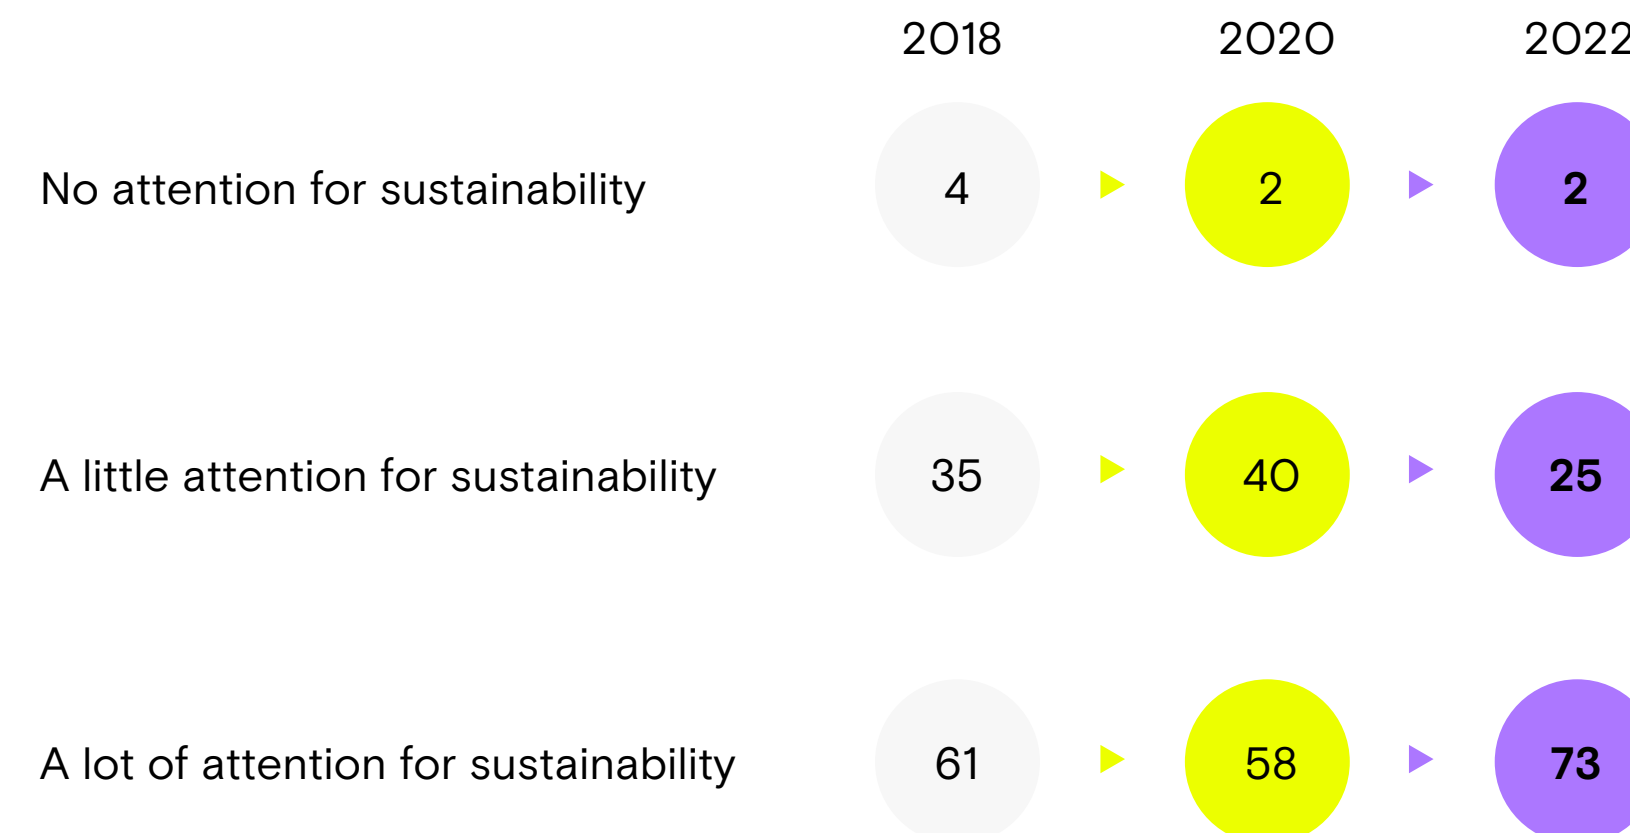 2018 2020 2022
No attention for sustainability 4 2 2
A little attention for sustainability 35 40 25
A lot of attention for sustainability 61 58 73